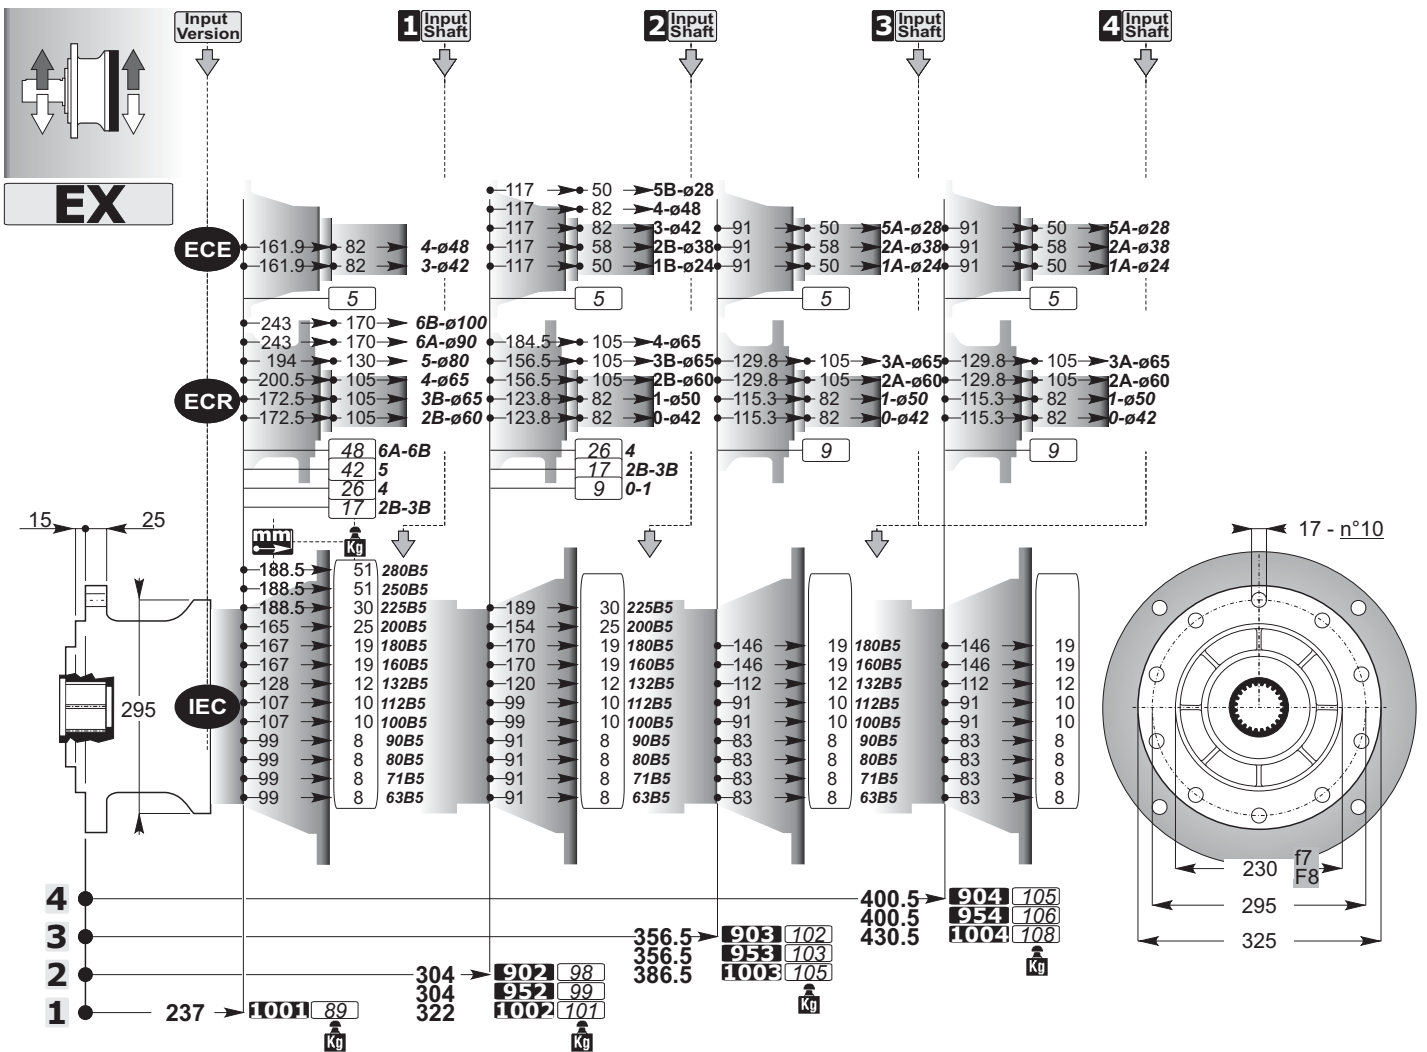 Input Version
1 Input Shaft
2 Input Shaft
3 Input Shaft
4 Input Shaft
EX
117 50 5B-ø28
117 82 4-ø48
117 82 3-ø42 91 50 5A-ø28 91 50 5A-ø28
ECE 161.9 82 4-ø48 117 58 2B-ø38 91 58 2A-ø38 91 58 2A-ø38
161.9 82 3-ø42 117 50 1B-ø24 91 50 1A-ø24 91 50 1A-ø24
5 5 5 5
243 170 6B-ø100
243 170 6A-ø90 184.5 105 4-ø65
194 130 5-ø80 156.5 105 3B-ø65 129.8 105 3A-ø65 129.8 105 3A-ø65
200.5 105 4-ø65 156.5 105 2B-ø60 129.8 105 2A-ø60 129.8 105 2A-ø60
ECR 172.5 105 3B-ø65 123.8 82 1-ø50 115.3 82 1-ø50 115.3 82 1-ø50
172.5 105 2B-ø60 123.8 82 0-ø42 115.3 82 0-ø42 115.3 82 0-ø42
48 6A-6B 26 4 9 9
42 5 17 2B-3B
26 4 9 0-1
17 2B-3B
15 25 17 - n°10
mm Kg
188.5 51 280B5
188.5 51 250B5
188.5 30 225B5 189 30 225B5
165 25 200B5 154 25 200B5
167 19 180B5 170 19 180B5 146 19 180B5 146 19
167 19 160B5 170 19 160B5 146 19 160B5 146 19
128 12 132B5 120 12 132B5 112 12 132B5 112 12
295 IEC 107 10 112B5 99 10 112B5 91 10 112B5 91 10
107 10 100B5 99 10 100B5 91 10 100B5 91 10
99 8 90B5 91 8 90B5 83 8 90B5 83 8
99 8 80B5 91 8 80B5 83 8 80B5 83 8
99 8 71B5 91 8 71B5 83 8 71B5 83 8
99 8 63B5 91 8 63B5 83 8 63B5 83 8
230 f7 F8
295
325
4 400.5 904 105
400.5 954 106
430.5 1004 108
Kg
3 356.5 903 102
356.5 953 103
386.5 1003 105
Kg
2 304 902 98
304 952 99
322 1002 101
Kg
1 237 1001 89
Kg